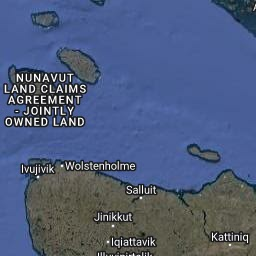 NUNAVUT
LAND CLAIMS
AGREEMENT
- JOINTLY
OWNED LAND
Wolstenholme
Ivujivik
Salluit
Jinikkut
Iqiattavik
Kattiniq